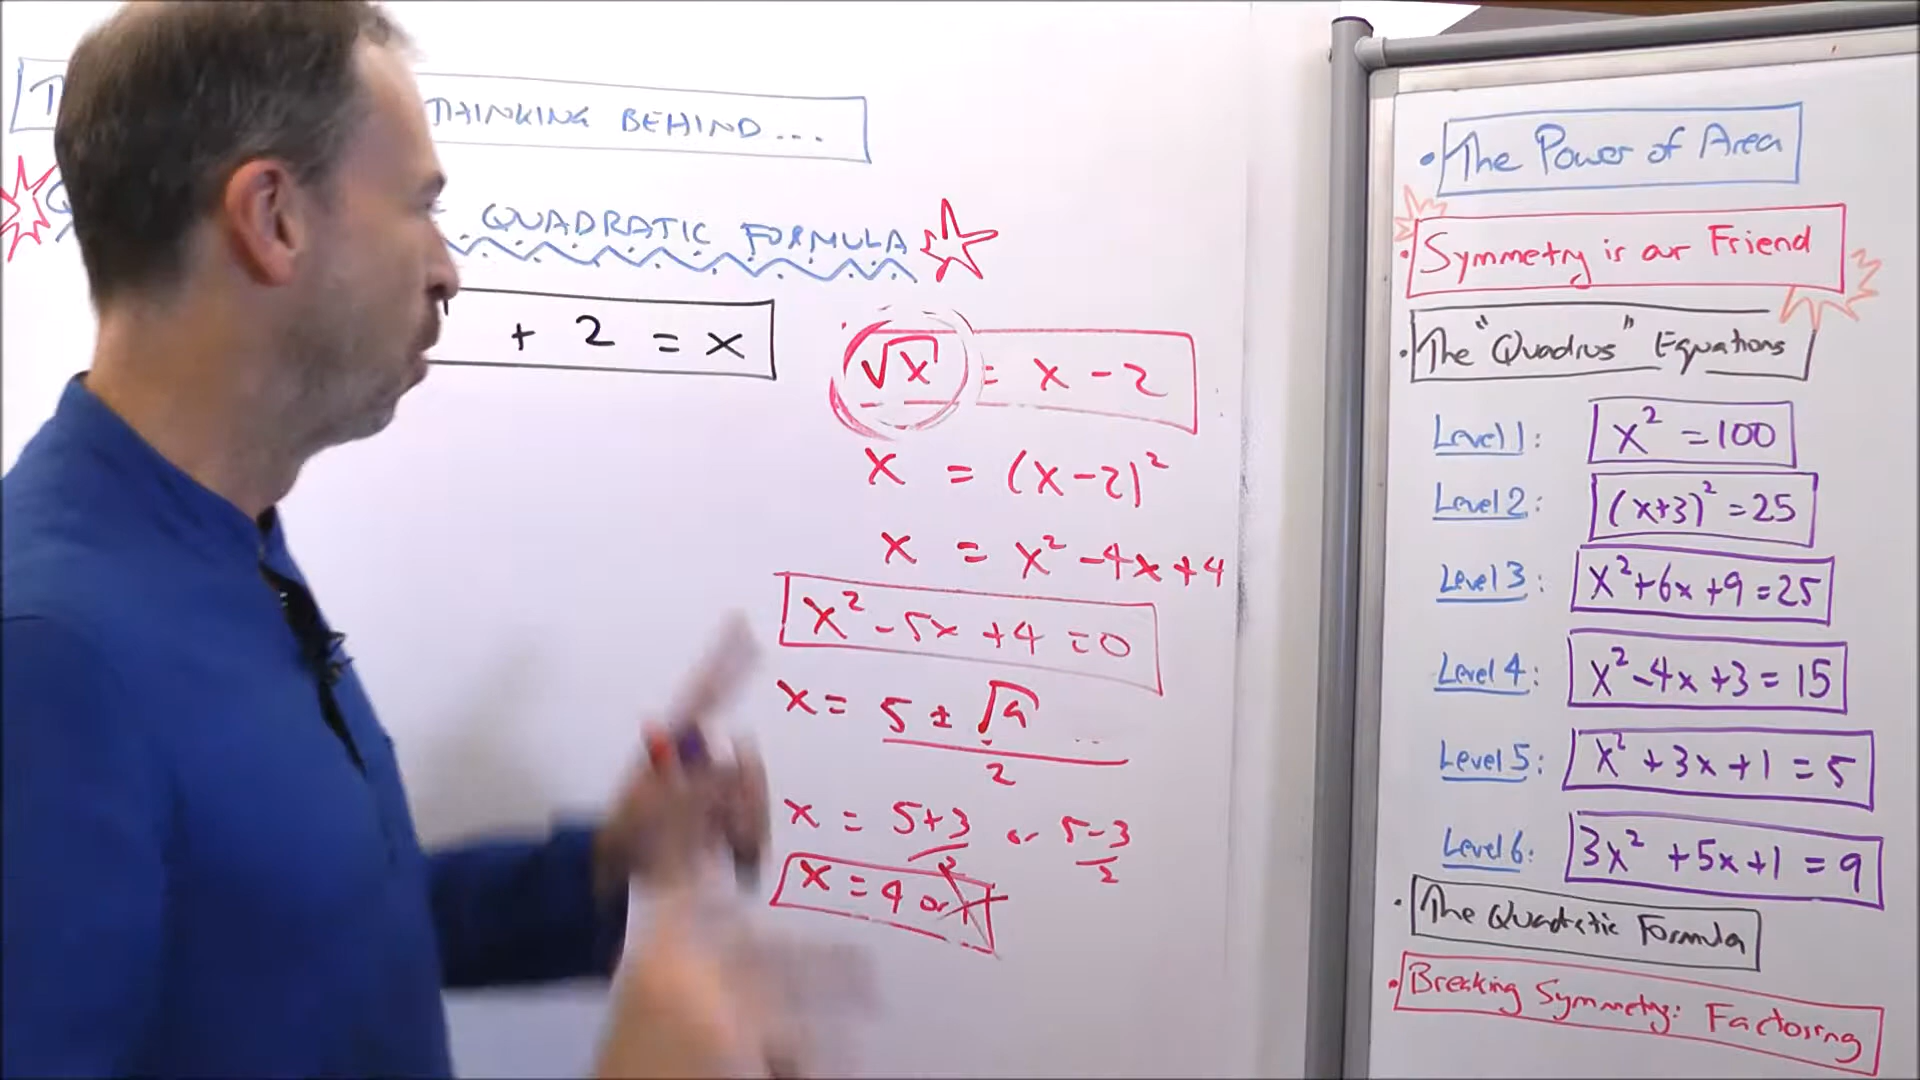 THINKING BEHIND...
QUADRATIC FORMULA
+ 2 = x
√x = x - 2
x = (x-2)²
x = x² -4x+4
x² - 5x + 4 = 0
x = 5 ± √9
2
x = 5+3 or 5-3
2 2
x = 4 or 1
• The Power of Area
• Symmetry is our Friend
• The "Quadrus" Equations
Level 1: x² = 100
Level 2: (x+3)² = 25
Level 3: x² + 6x + 9 = 25
Level 4: x² - 4x + 3 = 15
Level 5: x² + 3x + 1 = 5
Level 6: 3x² + 5x + 1 = 9
• The Quadratic Formula
• Breaking Symmetry: Factoring